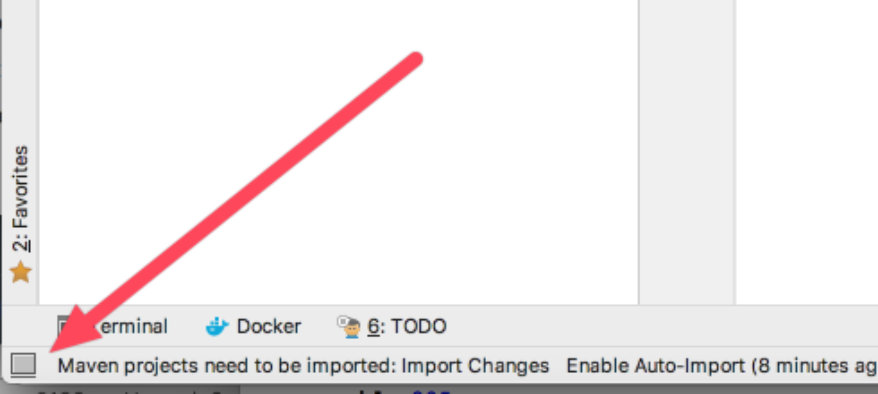 2: Favorites
Terminal
Docker
6: TODO
Maven projects need to be imported: Import Changes Enable Auto-Import (8 minutes ag